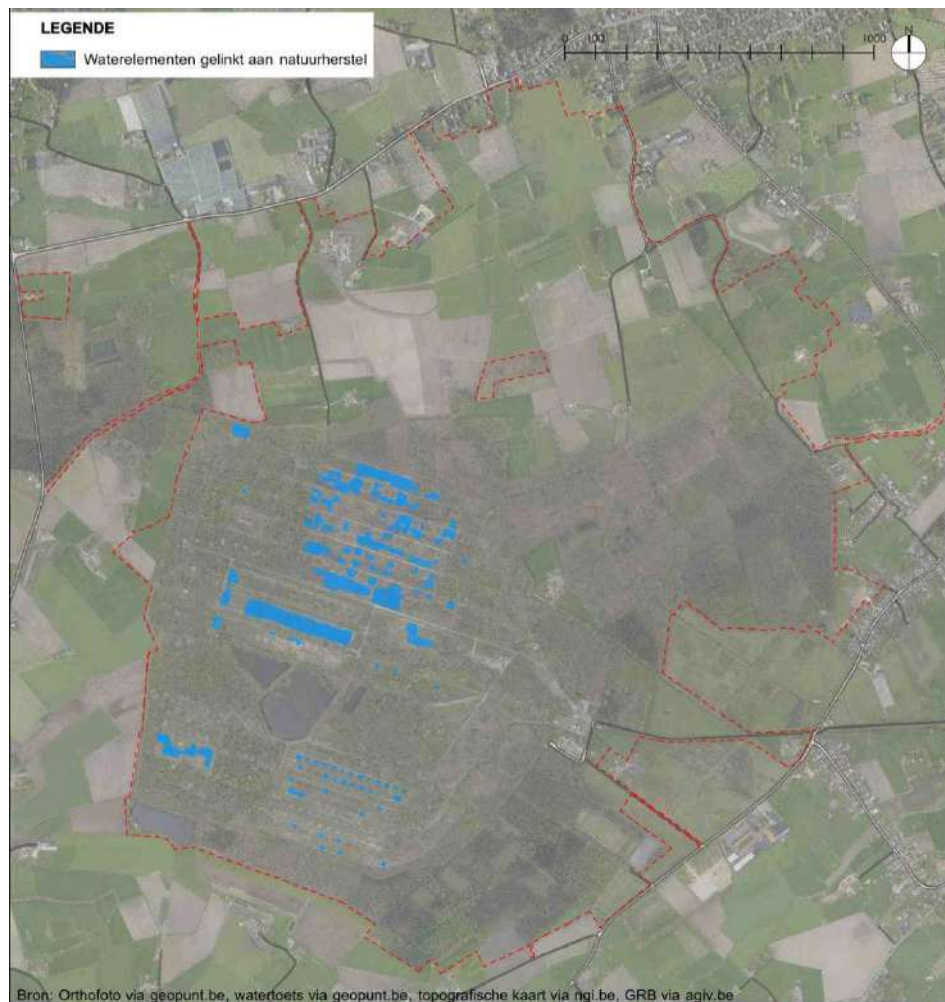 LEGENDE
Waterelementen gelinkt aan natuurherstel
0 100 1000 N
Bron: Orthofoto via geopunt.be, watertoets via geopunt.be, topografische kaart via ngi.be, GRB via agiv.be